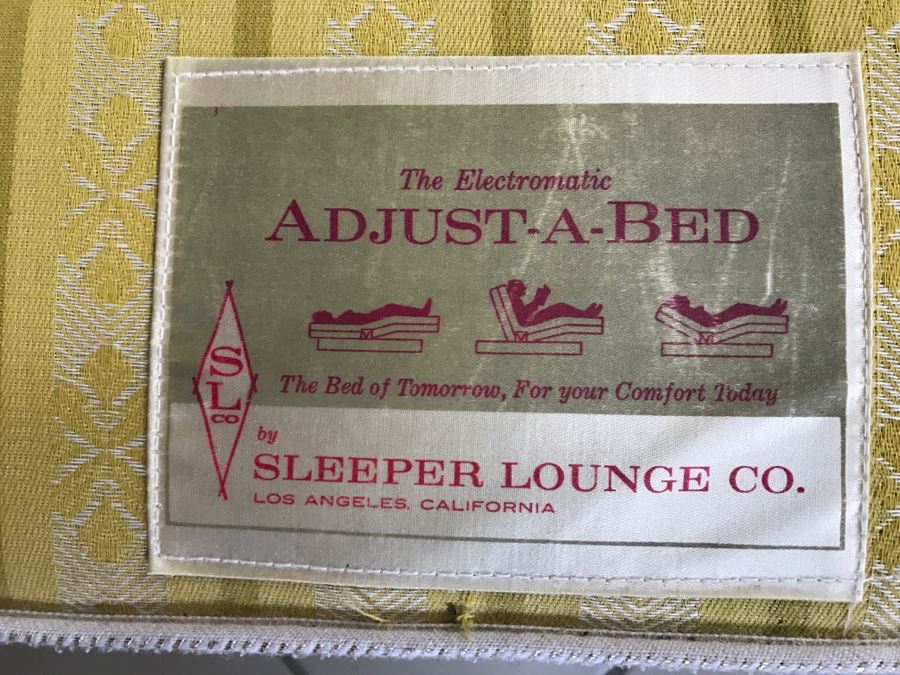 The Electromatic
ADJUST-A-BED
M M M
The Bed of Tomorrow, For your Comfort Today
S
L
CO
by
SLEEPER LOUNGE CO.
LOS ANGELES, CALIFORNIA